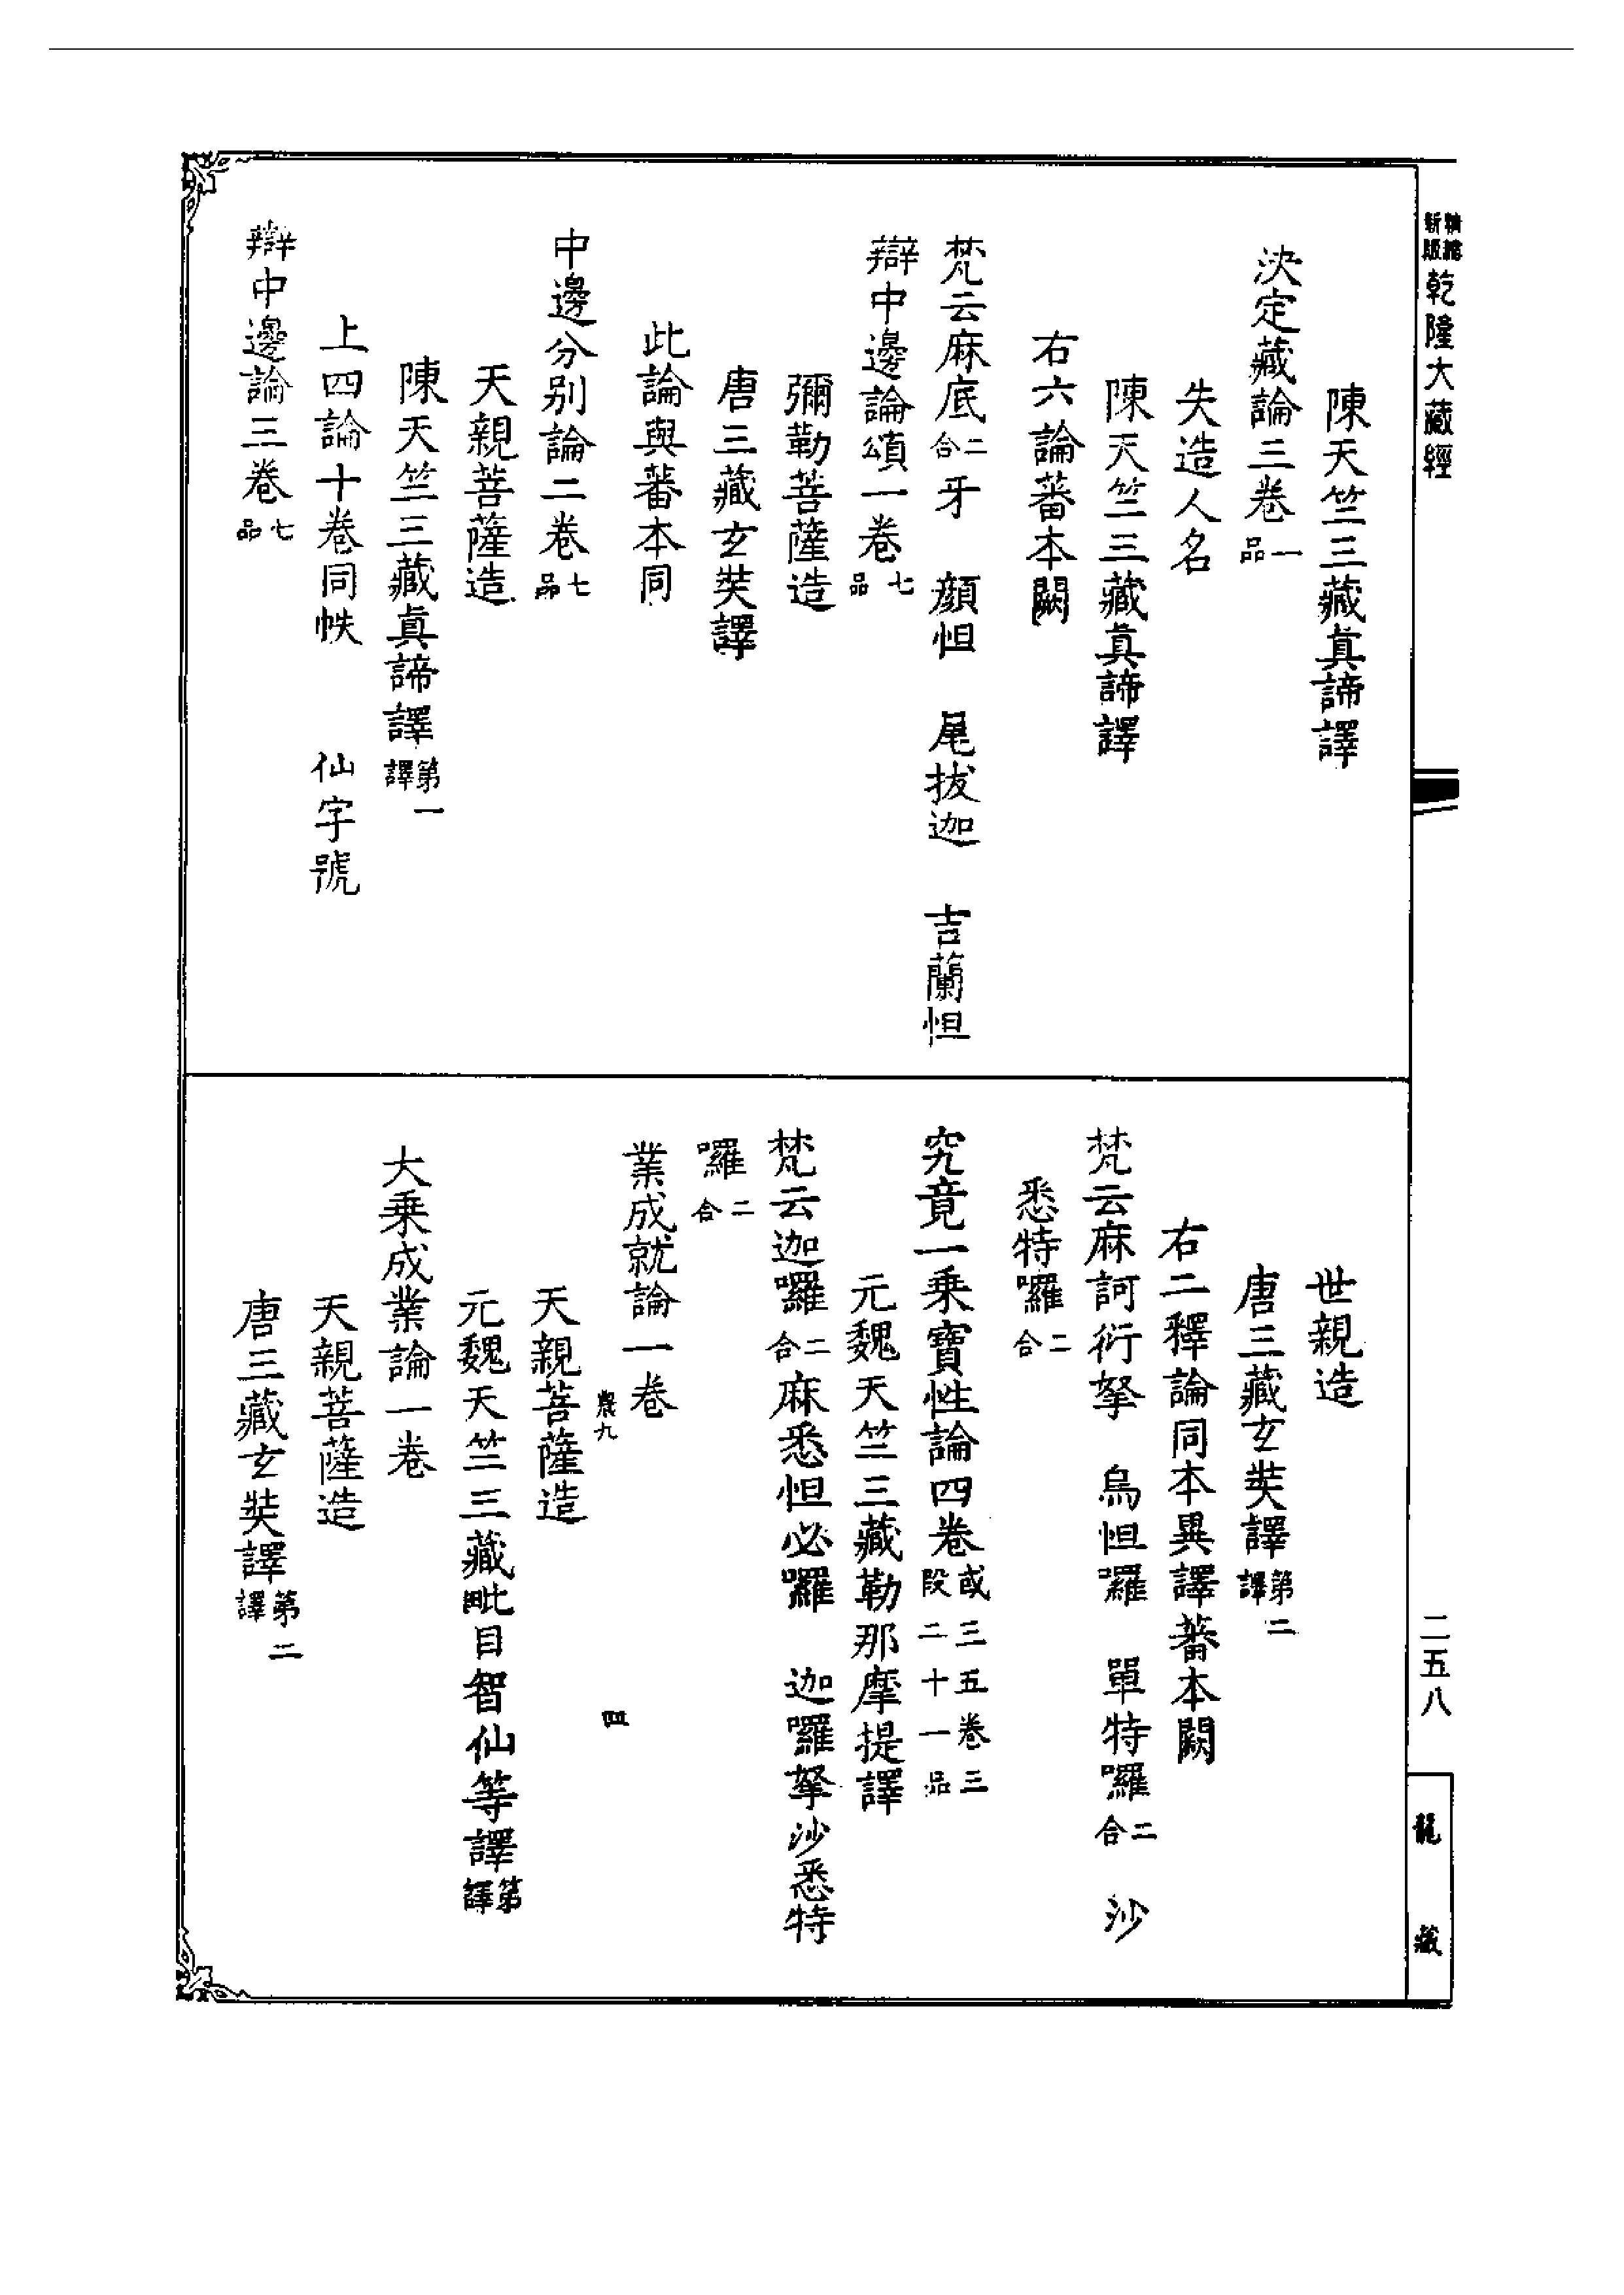 新版精縮乾隆大藏經
陳天竺三藏真諦譯
決定藏論三卷一品
失造人名
陳天竺三藏真諦譯
右六論蕃本闕
梵云麻底二合牙 顏怛 尾拔迦 吉蘭怛
辯中邊論頌一卷七品
彌勒菩薩造
唐三藏玄奘譯
此論與蕃本同
中邊分別論二卷七品
天親菩薩造
陳天竺三藏真諦譯第一譯
上四論十卷同帙 仙字號
辯中邊論三卷七品
世親造
唐三藏玄奘譯第二譯
右二釋論同本異譯蕃本闕
梵云麻訶衍拏 烏怛囉 單特囉二合 沙
悉特囉二合
究竟一乘寶性論四卷或三五卷三段二十一品
元魏天竺三藏勒那摩提譯
梵云迦囉二合麻悉怛必囉 迦囉拏沙悉特
囉二合
業成就論一卷
農九 四
天親菩薩造
元魏天竺三藏毗目智仙等譯第譯
大乘成業論一卷
天親菩薩造
唐三藏玄奘譯第二譯
二五八
龍藏